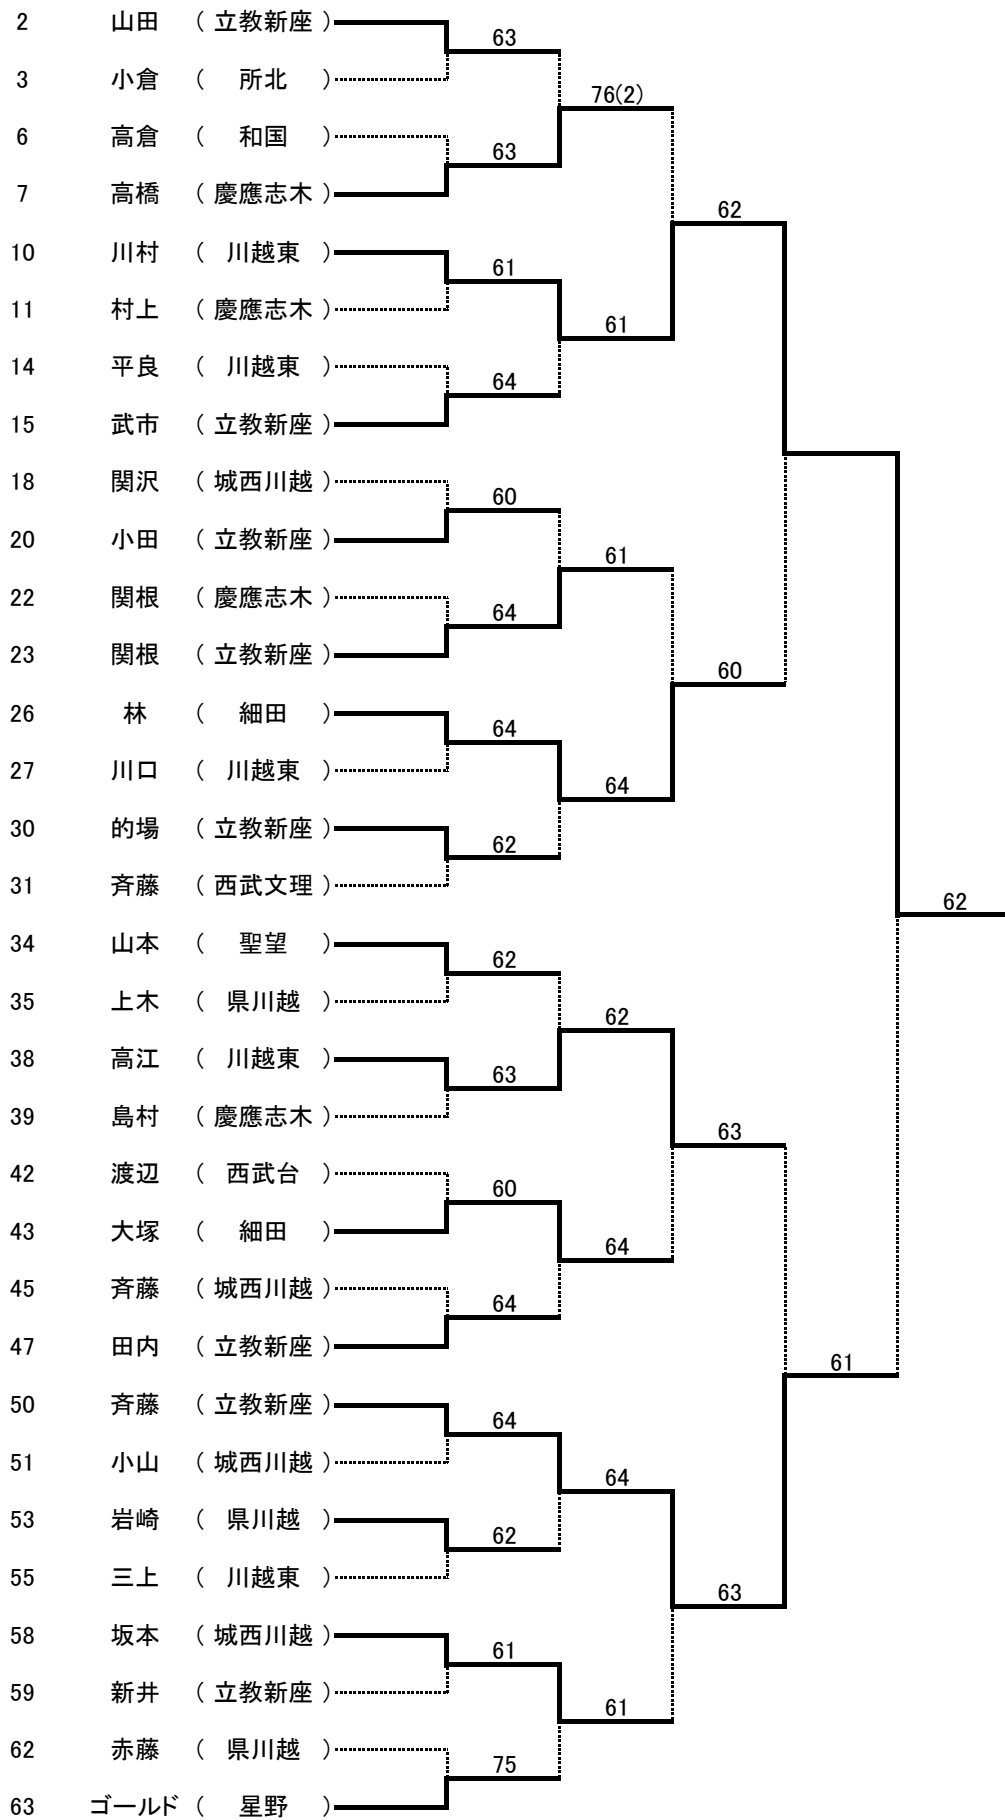 2 山田 （ 立教新座 ）
63
3 小倉 （ 所北 ）
76(2)
6 高倉 （ 和国 ）
63
7 高橋 （ 慶應志木 ）
62
10 川村 （ 川越東 ）
61
11 村上 （ 慶應志木 ）
61
14 平良 （ 川越東 ）
64
15 武市 （ 立教新座 ）
18 関沢 （ 城西川越 ）
60
20 小田 （ 立教新座 ）
61
22 関根 （ 慶應志木 ）
64
23 関根 （ 立教新座 ）
60
26 林 （ 細田 ）
64
27 川口 （ 川越東 ）
64
30 的場 （ 立教新座 ）
62
31 斉藤 （ 西武文理 ）
62
34 山本 （ 聖望 ）
62
35 上木 （ 県川越 ）
62
38 高江 （ 川越東 ）
63
39 島村 （ 慶應志木 ）
63
42 渡辺 （ 西武台 ）
60
43 大塚 （ 細田 ）
64
45 斉藤 （ 城西川越 ）
64
47 田内 （ 立教新座 ）
61
50 斉藤 （ 立教新座 ）
64
51 小山 （ 城西川越 ）
64
53 岩崎 （ 県川越 ）
62
55 三上 （ 川越東 ）
63
58 坂本 （ 城西川越 ）
61
59 新井 （ 立教新座 ）
61
62 赤藤 （ 県川越 ）
75
63 ゴールド （ 星野 ）